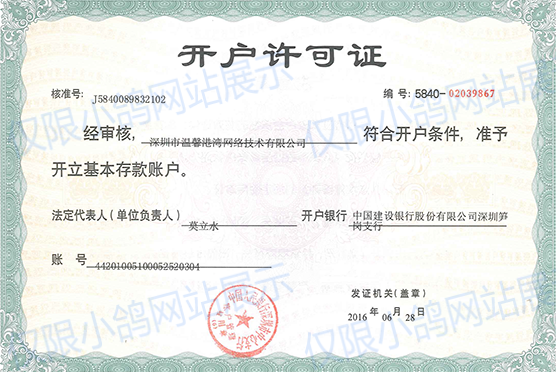 开户许可证
核准号: J5840089832102 编号: 5840-02039867
经审核, 深圳市温馨港湾网络技术有限公司 符合开户条件, 准予
开立基本存款账户。
法定代表人(单位负责人) 莫立水 开户银行 中国建设银行股份有限公司深圳笋
岗支行
账 号 44201005100052520304
发证机关(盖章)
2016 年 06 月 28 日
仅限小鸽网站展示
仅限小鸽网站展示
仅限小鸽网站展示